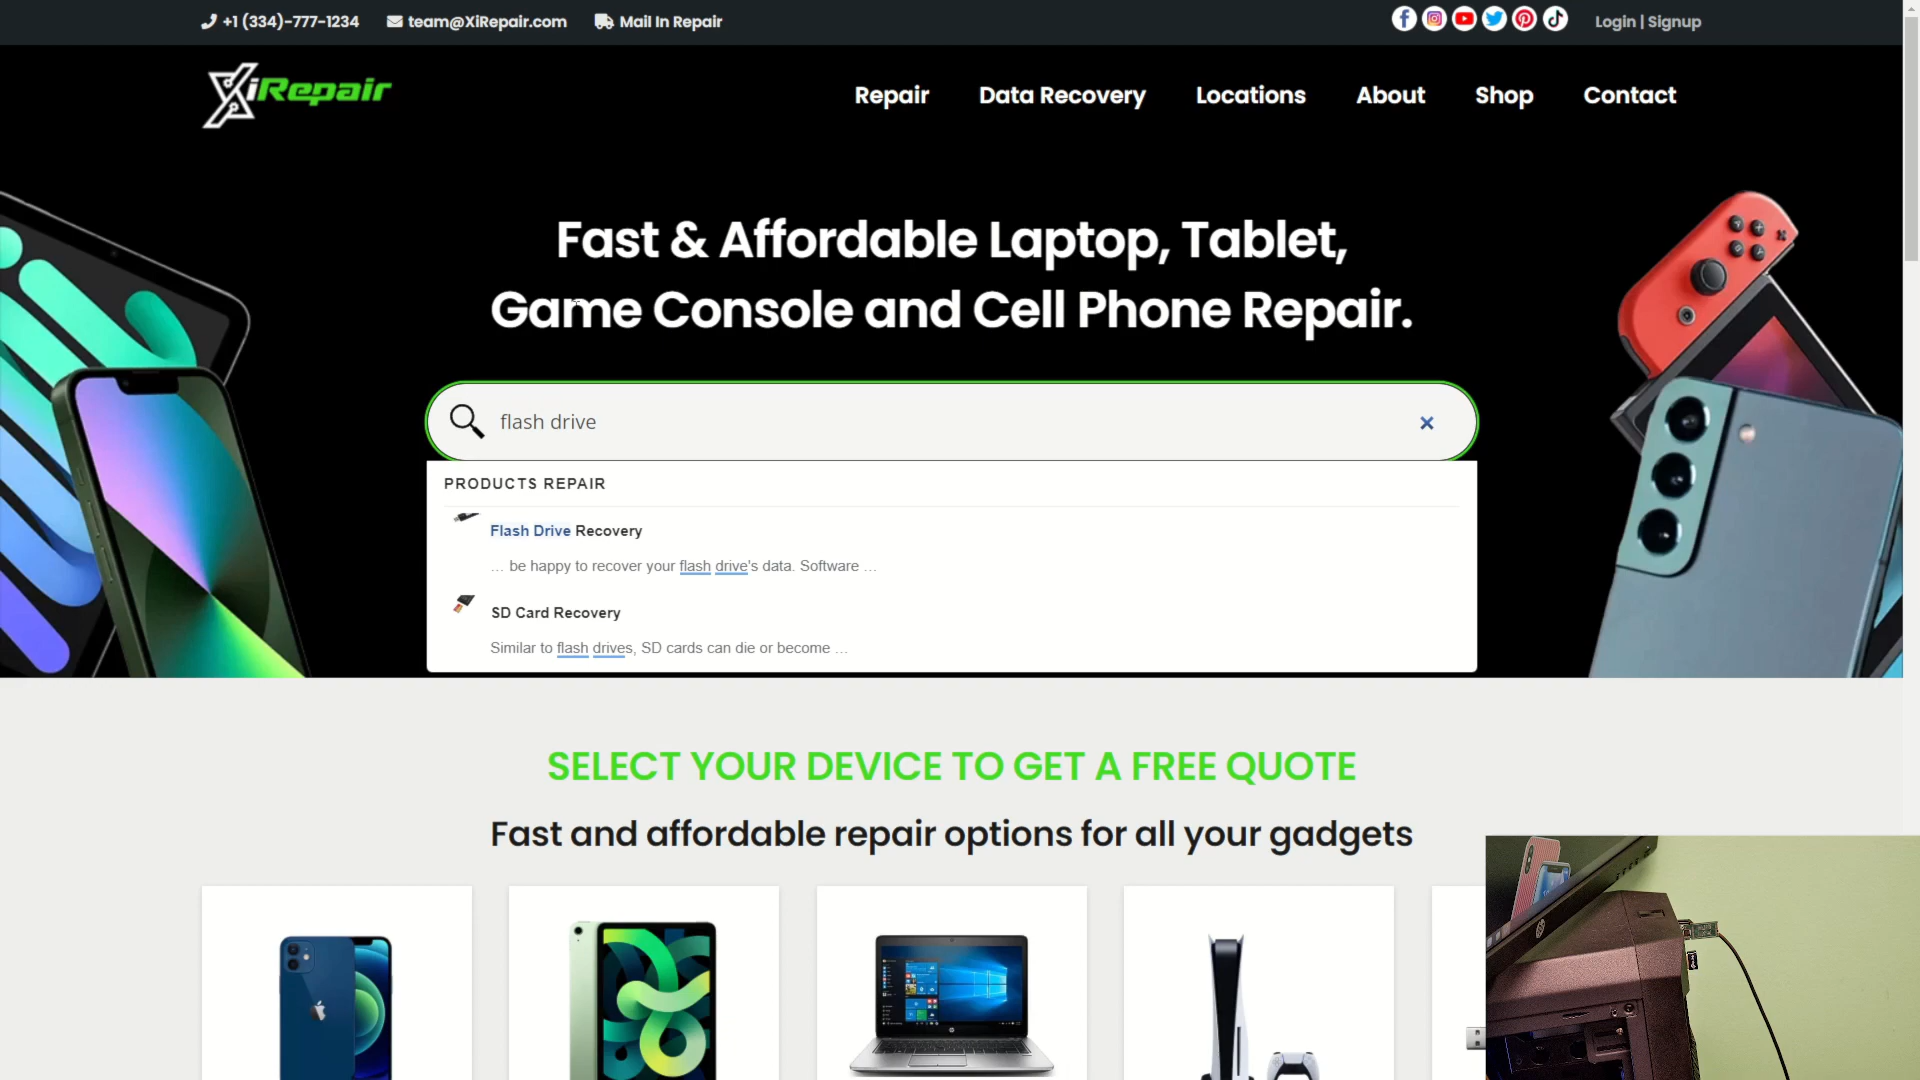 +1 (334)-777-1234 team@XiRepair.com Mail In Repair Login | Signup
XiRepair
Repair Data Recovery Locations About Shop Contact
Fast & Affordable Laptop, Tablet,
Game Console and Cell Phone Repair.
flash drive
PRODUCTS REPAIR
Flash Drive Recovery
... be happy to recover your flash drive's data. Software ...
SD Card Recovery
Similar to flash drives, SD cards can die or become ...
SELECT YOUR DEVICE TO GET A FREE QUOTE
Fast and affordable repair options for all your gadgets